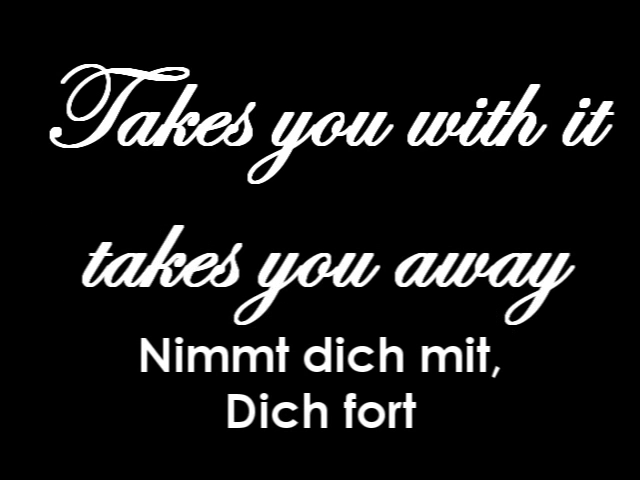 Takes you with it
takes you away
Nimmt dich mit,
Dich fort